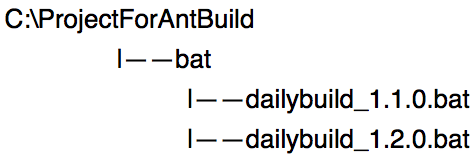 C:\ProjectForAntBuild
|——bat
|——dailybuild_1.1.0.bat
|——dailybuild_1.2.0.bat